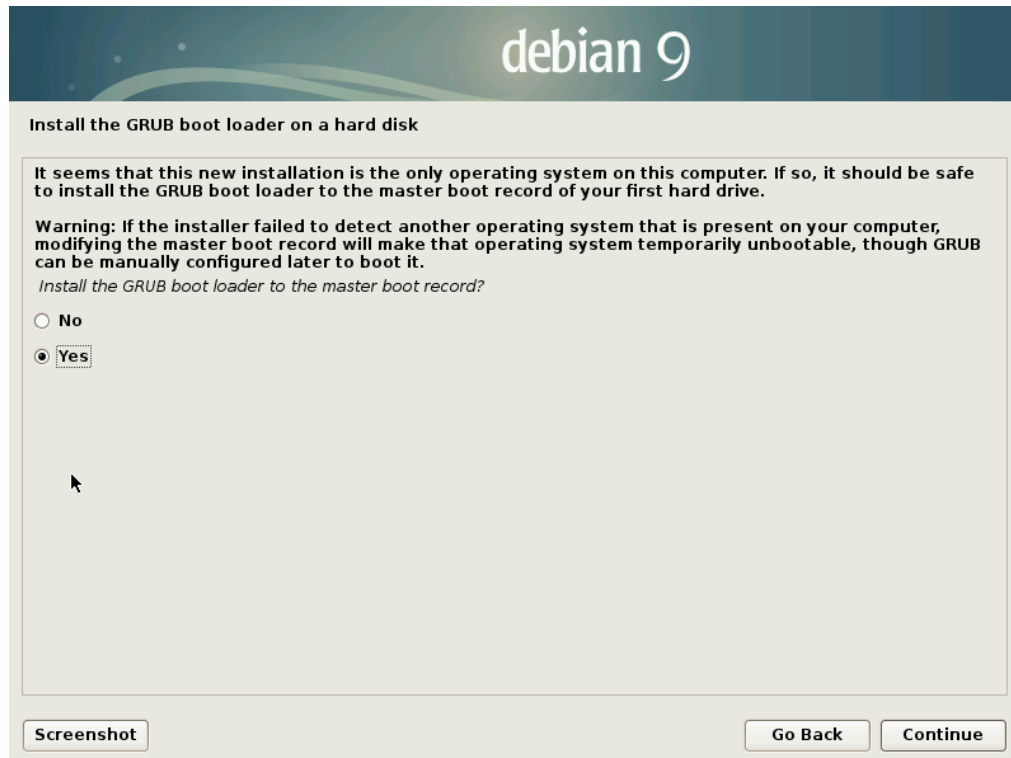 debian 9
Install the GRUB boot loader on a hard disk
It seems that this new installation is the only operating system on this computer. If so, it should be safe
to install the GRUB boot loader to the master boot record of your first hard drive.
Warning: If the installer failed to detect another operating system that is present on your computer,
modifying the master boot record will make that operating system temporarily unbootable, though GRUB
can be manually configured later to boot it.
Install the GRUB boot loader to the master boot record?
No
Yes
Screenshot
Go Back
Continue